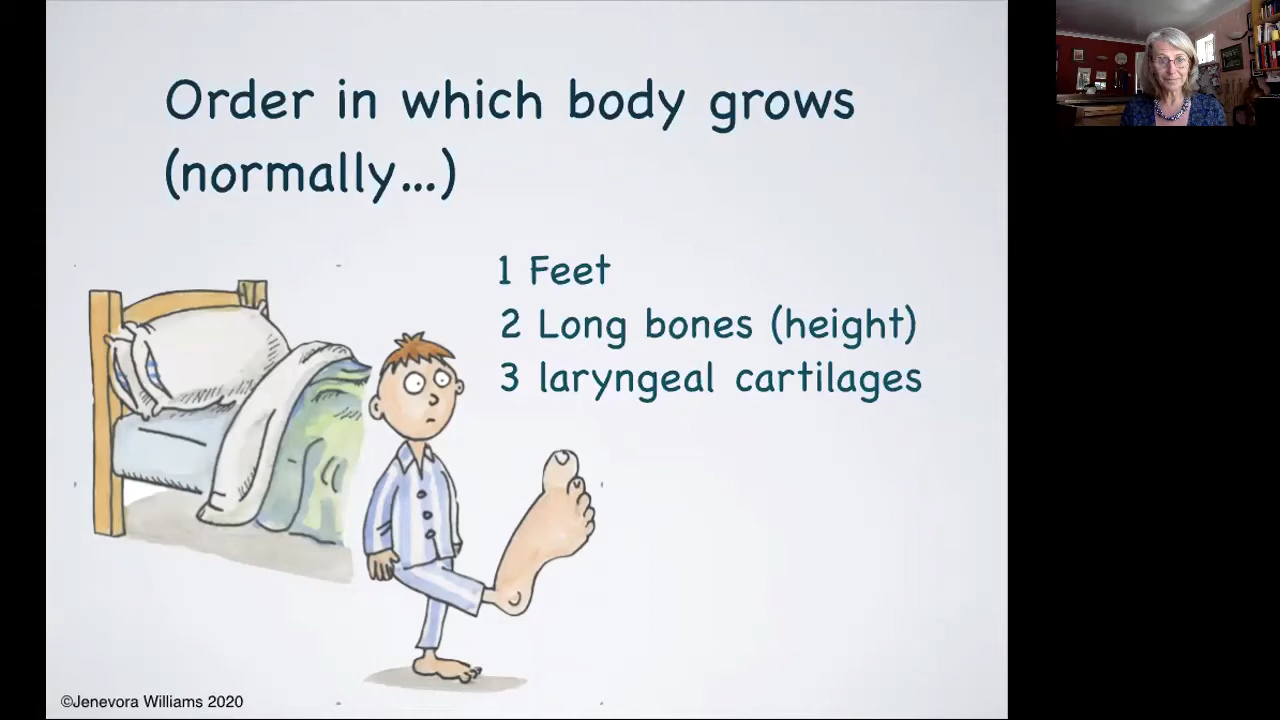 Order in which body grows
(normally...)
1 Feet
2 Long bones (height)
3 laryngeal cartilages
©Jenevora Williams 2020